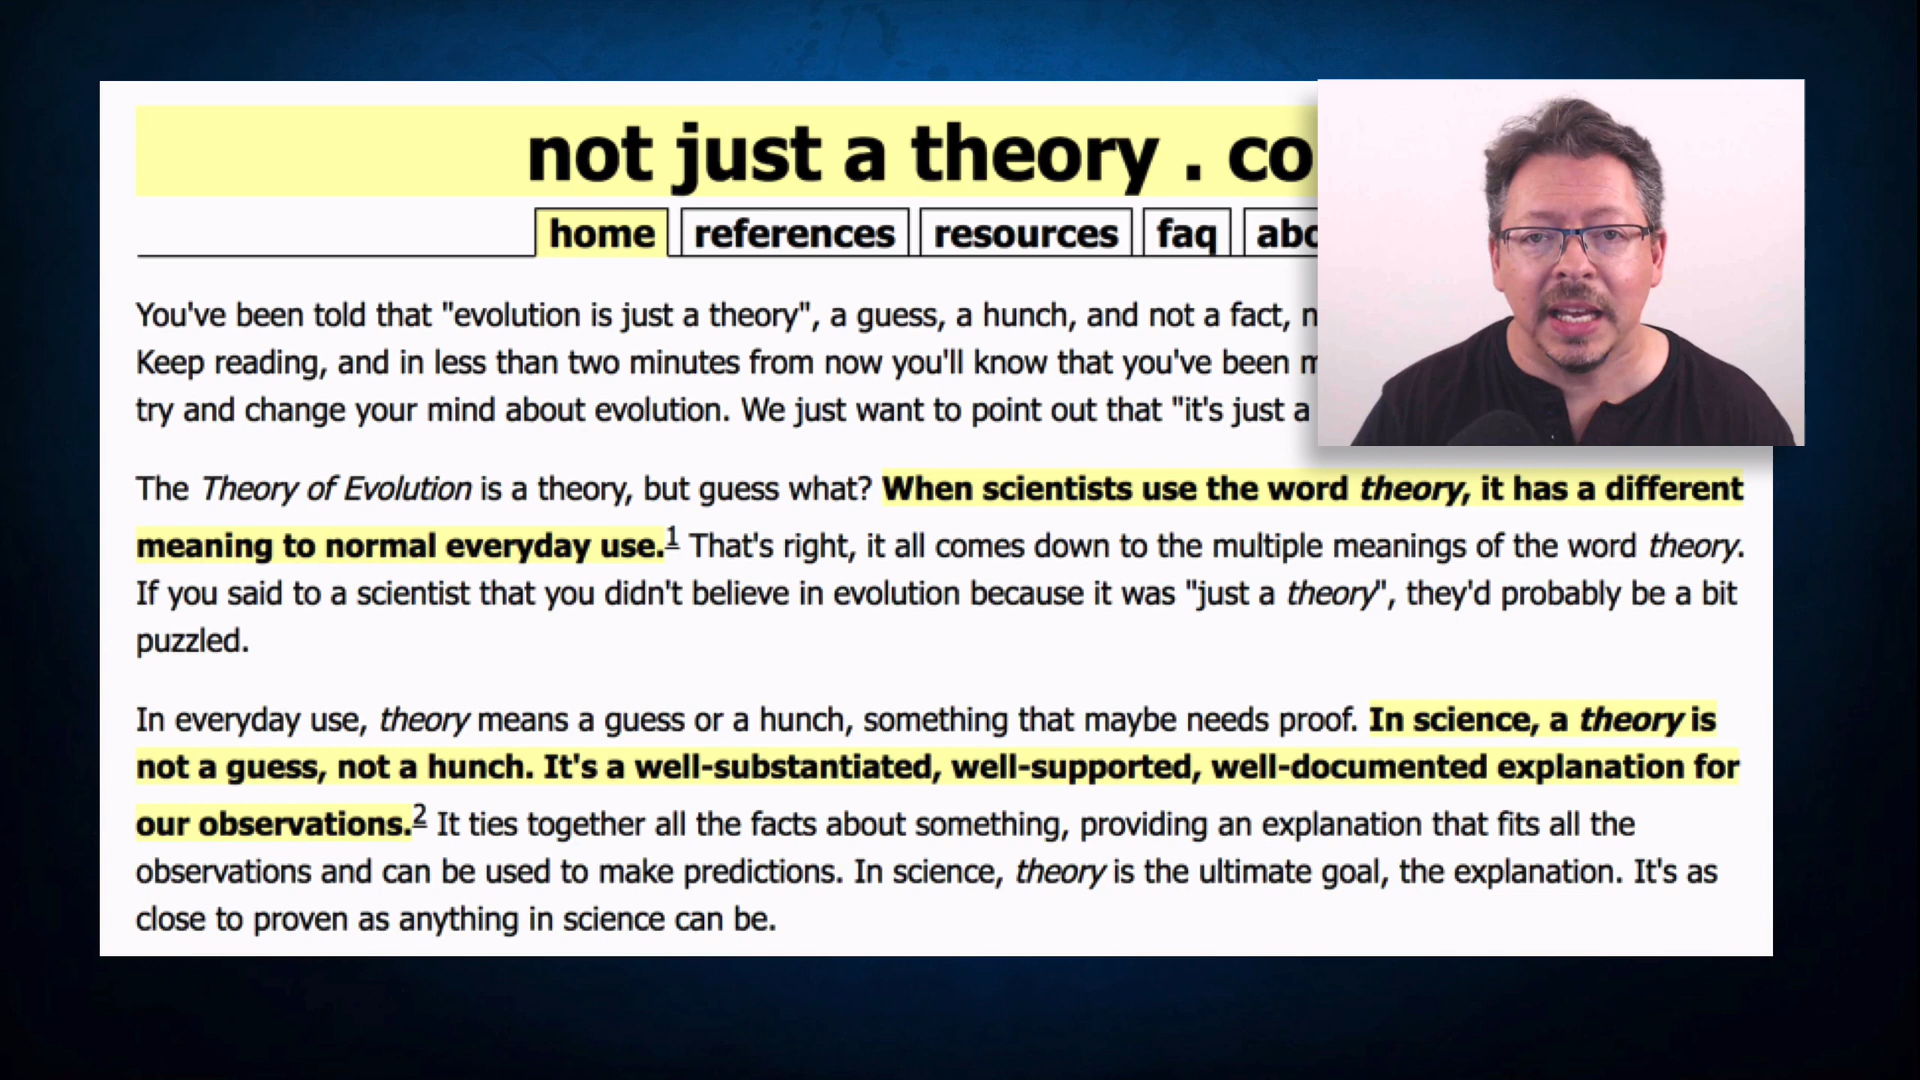 not just a theory . co
home references resources faq abo
You've been told that "evolution is just a theory", a guess, a hunch, and not a fact, n
Keep reading, and in less than two minutes from now you'll know that you've been m
try and change your mind about evolution. We just want to point out that "it's just a
The Theory of Evolution is a theory, but guess what? When scientists use the word theory, it has a different
meaning to normal everyday use.1 That's right, it all comes down to the multiple meanings of the word theory.
If you said to a scientist that you didn't believe in evolution because it was "just a theory", they'd probably be a bit
puzzled.
In everyday use, theory means a guess or a hunch, something that maybe needs proof. In science, a theory is
not a guess, not a hunch. It's a well-substantiated, well-supported, well-documented explanation for
our observations.2 It ties together all the facts about something, providing an explanation that fits all the
observations and can be used to make predictions. In science, theory is the ultimate goal, the explanation. It's as
close to proven as anything in science can be.